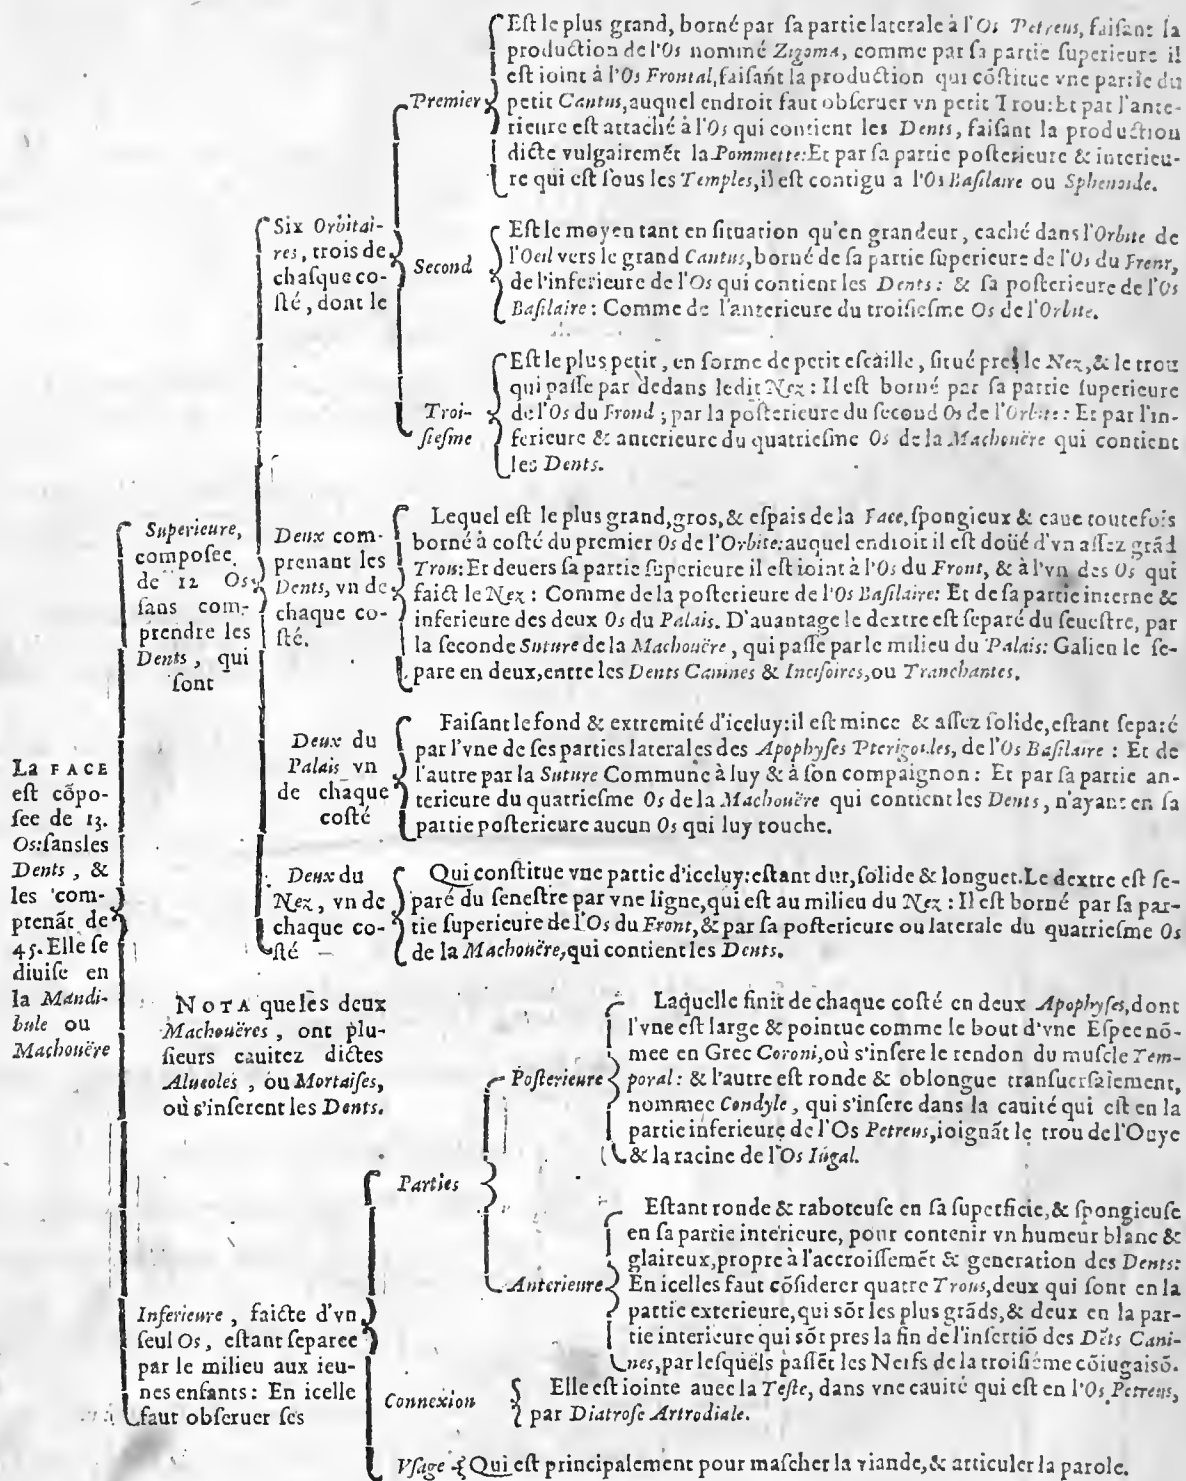 La FACE
est cōpo-
see de 13.
Os: sans les
Dents, &
les com-
prenāt de
45. Elle se
diuise en
la Mandi-
bule ou
Machouëre
Superieure,
composee
de 12 Os,
sans com-
prendre les
Dents, qui
sont
Six Orbitai-
res, trois de
chasque co-
sté, dont le
Premier
Eſt le plus grand, borné par ſa partie laterale à l'Os Petreus, faiſant la
production de l'Os nommé Zigoma, comme par ſa partie ſuperieure il
eſt ioint à l'Os Frontal, faiſant la production qui cōſtitue vne partie du
petit Cantus, auquel endroit faut obſeruer vn petit Trou: Et par l'ante-
rieure eſt attaché à l'Os qui contient les Dents, faiſant la production
dicte vulgairemēt la Pommette: Et par ſa partie poſterieure & interieu-
re qui eſt ſous les Temples, il eſt contigu a l'Os Baſilaire ou Sphenoide.
Second
Eſt le moyen tant en ſituation qu'en grandeur, caché dans l'Orbite de
l'Oeil vers le grand Cantus, borné de ſa partie ſuperieure de l'Os du Frent,
de l'inferieure de l'Os qui contient les Dents: & ſa poſterieure de l'Os
Baſilaire: Comme de l'anterieure du troiſieſme Os de l'Orbite.
Troi-
ſieſme
Eſt le plus petit, en forme de petit eſcaille, ſitué pres le Nez, & le trou
qui paſſe par dedans ledit Nez: Il eſt borné par ſa partie ſuperieure
de l'Os du Frond; par la poſterieure du ſecoud Os de l'Orbite: Et par l'in-
ferieure & anterieure du quatrieſme Os de la Machouëre qui contient
les Dents.
Deux com-
prenant les
Dents, vn de
chaque co-
ſté.
Lequel eſt le plus grand, gros, & eſpais de la Face, ſpongieux & caue toutefois
borné à coſté du premier Os de l'Orbite: auquel endroit il eſt doüé d'vn aſſez grād
Trou: Et deuers ſa partie ſuperieure il eſt ioint à l'Os du Front, & à l'vn des Os qui
faict le Nez: Comme de la poſterieure de l'Os Baſilaire: Et de ſa partie interne &
inferieure des deux Os du Palais. D'auantage le dextre eſt ſeparé du ſeneſtre, par
la ſeconde Suture de la Machouëre, qui paſſe par le milieu du Palais: Galien le ſe-
pare en deux, entre les Dents Canines & Inciſoires, ou Tranchantes.
Deux du
Palais vn
de chaque
coſté
Faiſant le fond & extremité d'iceluy: il eſt mince & aſſez ſolide, eſtant ſeparé
par l'vne de ſes parties laterales des Apophyſes Pterigoiles, de l'Os Baſilaire: Et de
l'autre par la Suture Commune à luy & à ſon compaignon: Et par ſa partie an-
terieure du quatrieſme Os de la Machouëre qui contient les Dents, n'ayant en ſa
partie poſterieure aucun Os qui luy touche.
Deux du
Nez, vn de
chaque co-
ſté
Qui conſtitue vne partie d'iceluy: eſtant dur, ſolide & longuet. Le dextre eſt ſe-
paré du ſeneſtre par vne ligne, qui eſt au milieu du Nez: Il eſt borné par ſa par-
tie ſuperieure de l'Os du Front, & par ſa poſterieure ou laterale du quatrieſme Os
de la Machouëre, qui contient les Dents.
NOTA que les deux
Machouëres, ont plu-
ſieurs cauitez dictes
Alueoles, ou Mortaiſes,
où s'inſerent les Dents.
Inferieure, faicte d'vn
ſeul Os, eſtant ſeparee
par le milieu aux ieu-
nes enfants: En icelle
faut obſeruer ſes
Parties
Poſterieure
Laquelle finit de chaque coſté en deux Apophyſes, dont
l'vne eſt large & pointue comme le bout d'vne Eſpee nō-
mee en Grec Coroni, où s'inſere le tendon du muſcle Tem-
poral: & l'autre eſt ronde & oblongue tranſuerſalement,
nommee Condyle, qui s'inſere dans la cauité qui eſt en la
partie inferieure de l'Os Petreus, ioignāt le trou de l'Ouye
& la racine de l'Os Iugal.
Anterieure
Eſtant ronde & raboteuſe en ſa ſuperficie, & ſpongieuſe
en ſa partie interieure, pour contenir vn humeur blanc &
glaireux, propre à l'accroiſſemēt & generation des Dents:
En icelles faut cōſiderer quatre Trous, deux qui ſont en la
partie exterieure, qui sōt les plus grāds, & deux en la par-
tie interieure qui sōt pres la fin de l'inſertiō des Dēts Cani-
nes, par leſquels paſſēt les Nerfs de la troiſiéme cōiugaisō.
Connexion
Elle eſt iointe auec la Teſte, dans vne cauité qui eſt en l'Os Petreus,
par Diatroſe Artrodiale.
Vſage
Qui eſt principalement pour maſcher la viande, & articuler la parole.